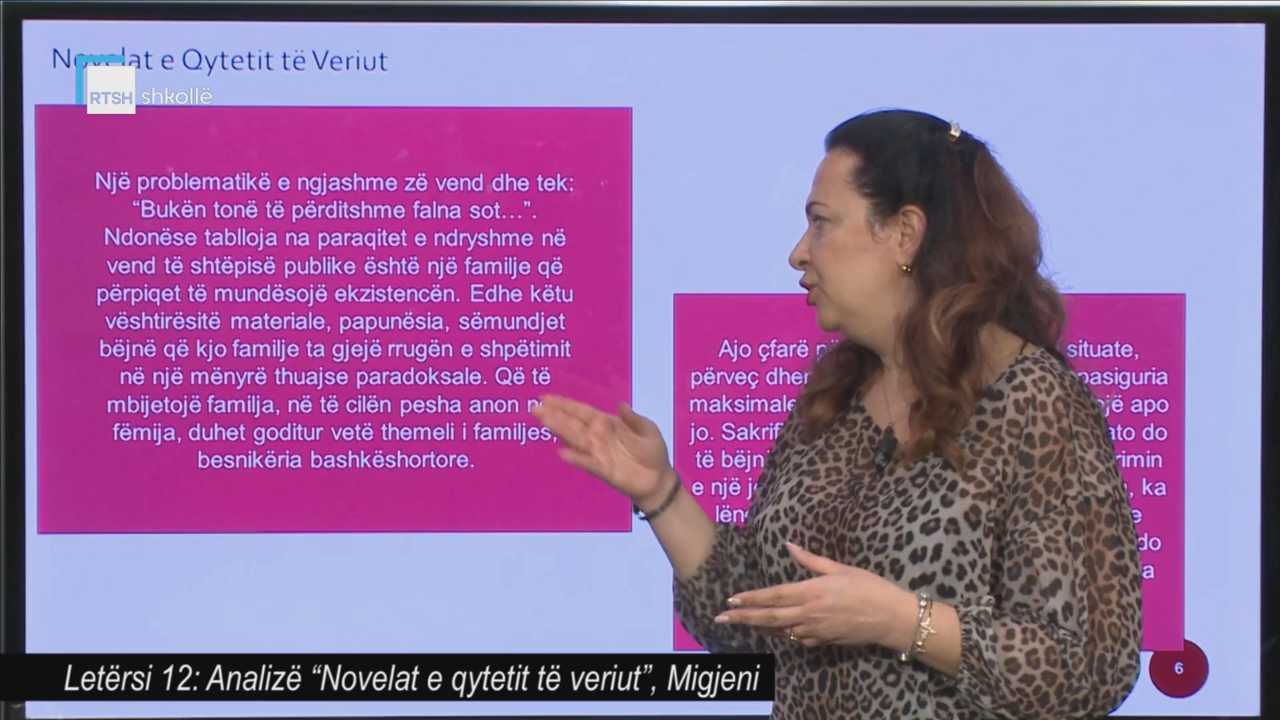 Novelat e Qytetit të Veriut
RTSH shkollë
Një problematikë e ngjashme zë vend dhe tek:
“Bukën tonë të përditshme falna sot...”.
Ndonëse tablloja na paraqitet e ndryshme në
vend të shtëpisë publike është një familje që
përpiqet të mundësojë ekzistencën. Edhe këtu
vështirësitë materiale, papunësia, sëmundjet
bëjnë që kjo familje ta gjejë rrugën e shpëtimit
në një mënyrë thuajse paradoksale. Që të
mbijetojë familja, në të cilën pesha anon
fëmija, duhet goditur vetë themeli i familjes,
besnikëria bashkëshortore.
Ajo çfarë situate,
përveç pasiguria
maksimale apo
jo. ato do
të
e një ka
do
6
Letërsi 12: Analizë “Novelat e qytetit të veriut”, Migjeni